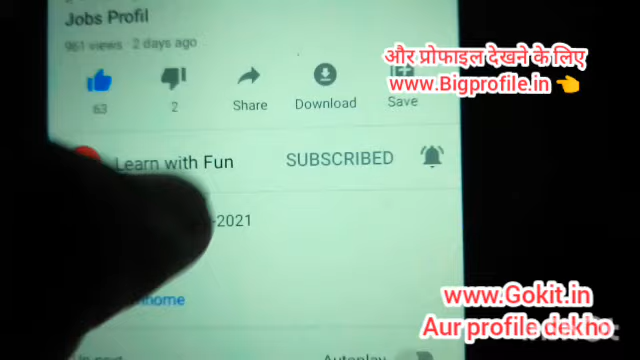 Jobs Profil
961 views · 2 days ago
और प्रोफाइल देखने के लिए
www.Bigprofile.in 👈
63
2
Share
Download
Save
Learn with Fun
SUBSCRIBED
-2021
home
www.Gokit.in
Aur profile dekho
Autoplay